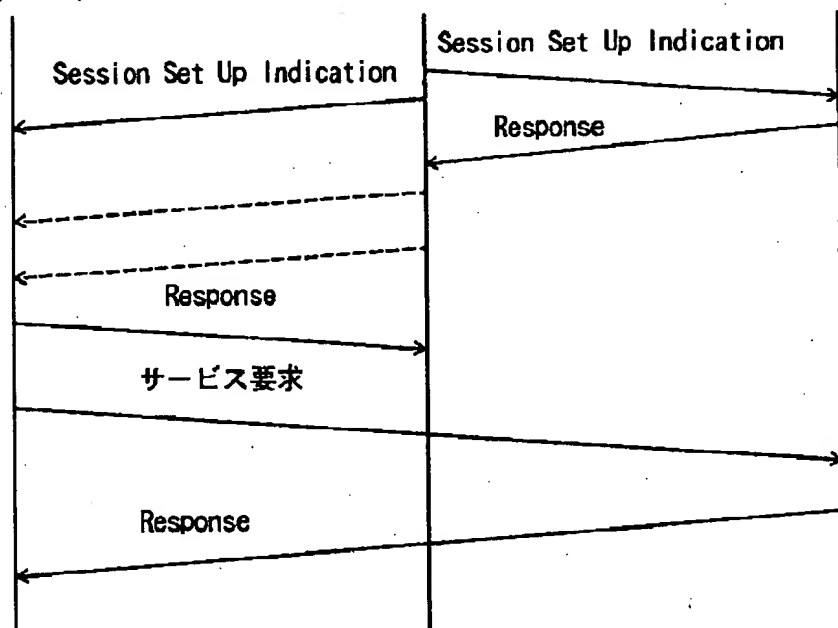 Session Set Up Indication
Session Set Up Indication
Response
Response
サービス要求
Response